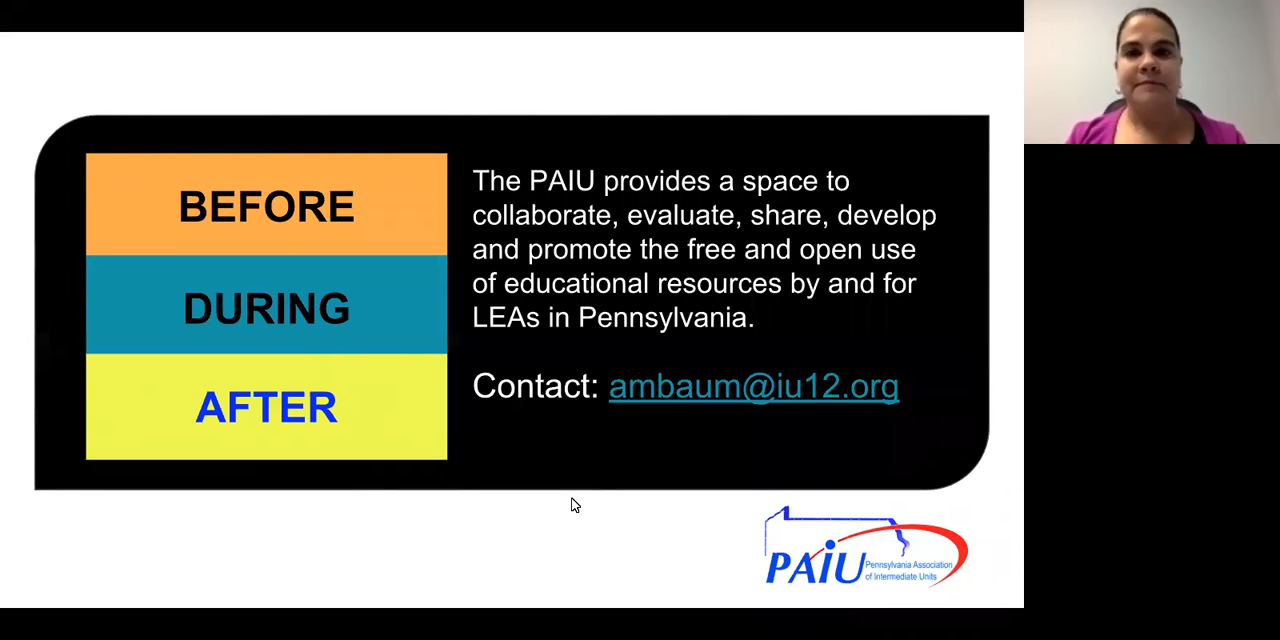 BEFORE
DURING
AFTER
The PAIU provides a space to
collaborate, evaluate, share, develop
and promote the free and open use
of educational resources by and for
LEAs in Pennsylvania.
Contact: ambaum@iu12.org
PAIU
Pennsylvania Association
of Intermediate Units